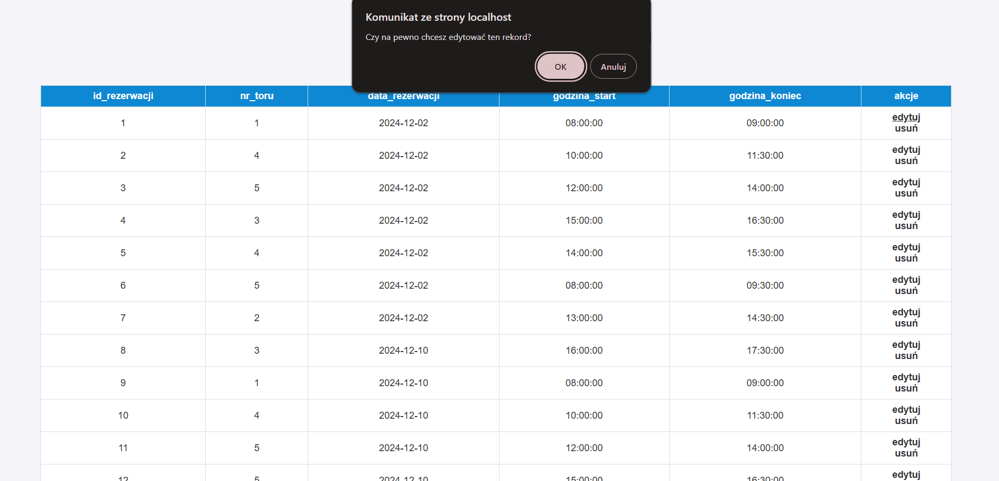 Komunikat ze strony localhost
Czy na pewno chcesz edytować ten rekord?
OK Anuluj
id_rezerwacji nr_toru data_rezerwacji godzina_start godzina_koniec akcje
1 1 2024-12-02 08:00:00 09:00:00 edytuj
usuń
2 4 2024-12-02 10:00:00 11:30:00 edytuj
usuń
3 5 2024-12-02 12:00:00 14:00:00 edytuj
usuń
4 3 2024-12-02 15:00:00 16:30:00 edytuj
usuń
5 4 2024-12-02 14:00:00 15:30:00 edytuj
usuń
6 5 2024-12-02 08:00:00 09:30:00 edytuj
usuń
7 2 2024-12-02 13:00:00 14:30:00 edytuj
usuń
8 3 2024-12-10 16:00:00 17:30:00 edytuj
usuń
9 1 2024-12-10 08:00:00 09:00:00 edytuj
usuń
10 4 2024-12-10 10:00:00 11:30:00 edytuj
usuń
11 5 2024-12-10 12:00:00 14:00:00 edytuj
usuń
12 5 2024-12-10 15:00:00 16:30:00 edytuj